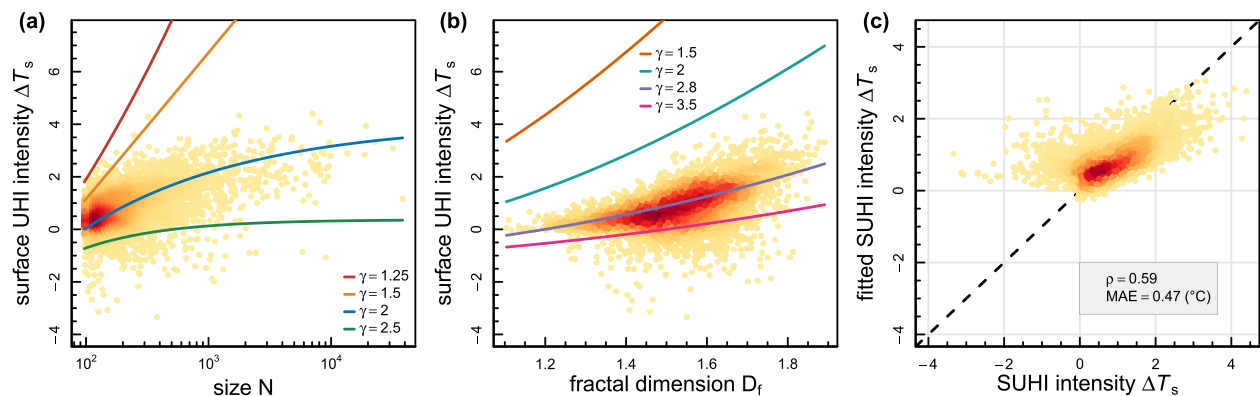 (a)
surface UHI intensity ΔTs
6
4
2
0
−2
−4
10² 10³ 10⁴
size N
γ = 1.25
γ = 1.5
γ = 2
γ = 2.5
(b)
surface UHI intensity ΔTs
6
4
2
0
−2
−4
1.2 1.4 1.6 1.8
fractal dimension Df
γ = 1.5
γ = 2
γ = 2.8
γ = 3.5
(c)
fitted SUHI intensity ΔTs
4
2
0
−2
−4
−4 −2 0 2 4
SUHI intensity ΔTs
ρ = 0.59
MAE = 0.47 (°C)